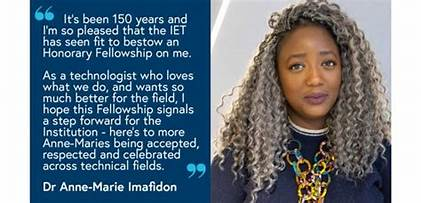 It's been 150 years and
I'm so pleased that the IET
has seen fit to bestow an
Honorary Fellowship on me.
As a technologist who loves
what we do, and wants so
much better for the field, I
hope this Fellowship signals
a step forward for the
Institution - here's to more
Anne-Maries being accepted,
respected and celebrated
across technical fields.
Dr Anne-Marie Imafidon